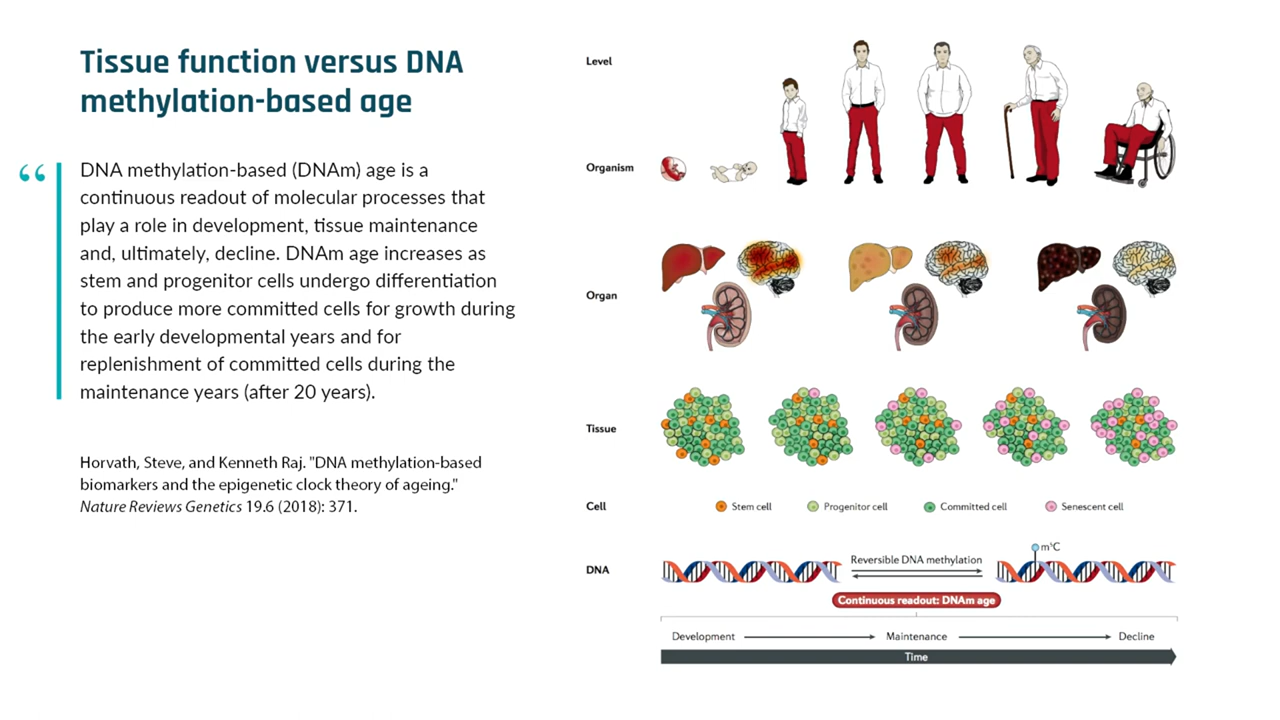 Tissue function versus DNA
methylation-based age
“
DNA methylation-based (DNAm) age is a
continuous readout of molecular processes that
play a role in development, tissue maintenance
and, ultimately, decline. DNAm age increases as
stem and progenitor cells undergo differentiation
to produce more committed cells for growth during
the early developmental years and for
replenishment of committed cells during the
maintenance years (after 20 years).
Horvath, Steve, and Kenneth Raj. "DNA methylation-based
biomarkers and the epigenetic clock theory of ageing."
Nature Reviews Genetics 19.6 (2018): 371.
Level
Organism
Organ
Tissue
Cell
Stem cell
Progenitor cell
Committed cell
Senescent cell
DNA
Reversible DNA methylation
m⁵C
Continuous readout: DNAm age
Development
Maintenance
Decline
Time